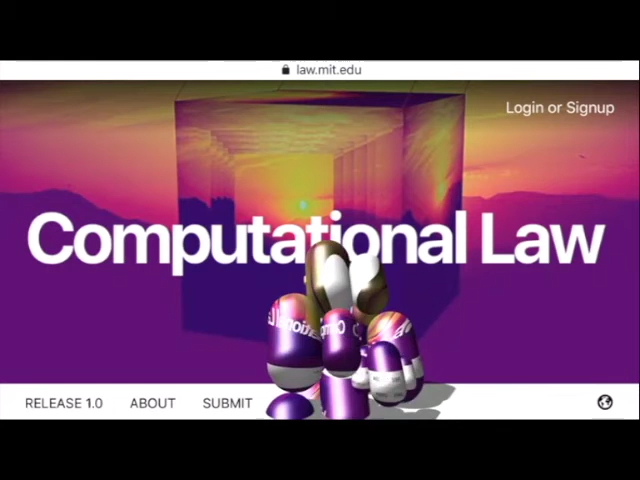 law.mit.edu
Login or Signup
Computational Law
RELEASE 1.0 ABOUT SUBMIT